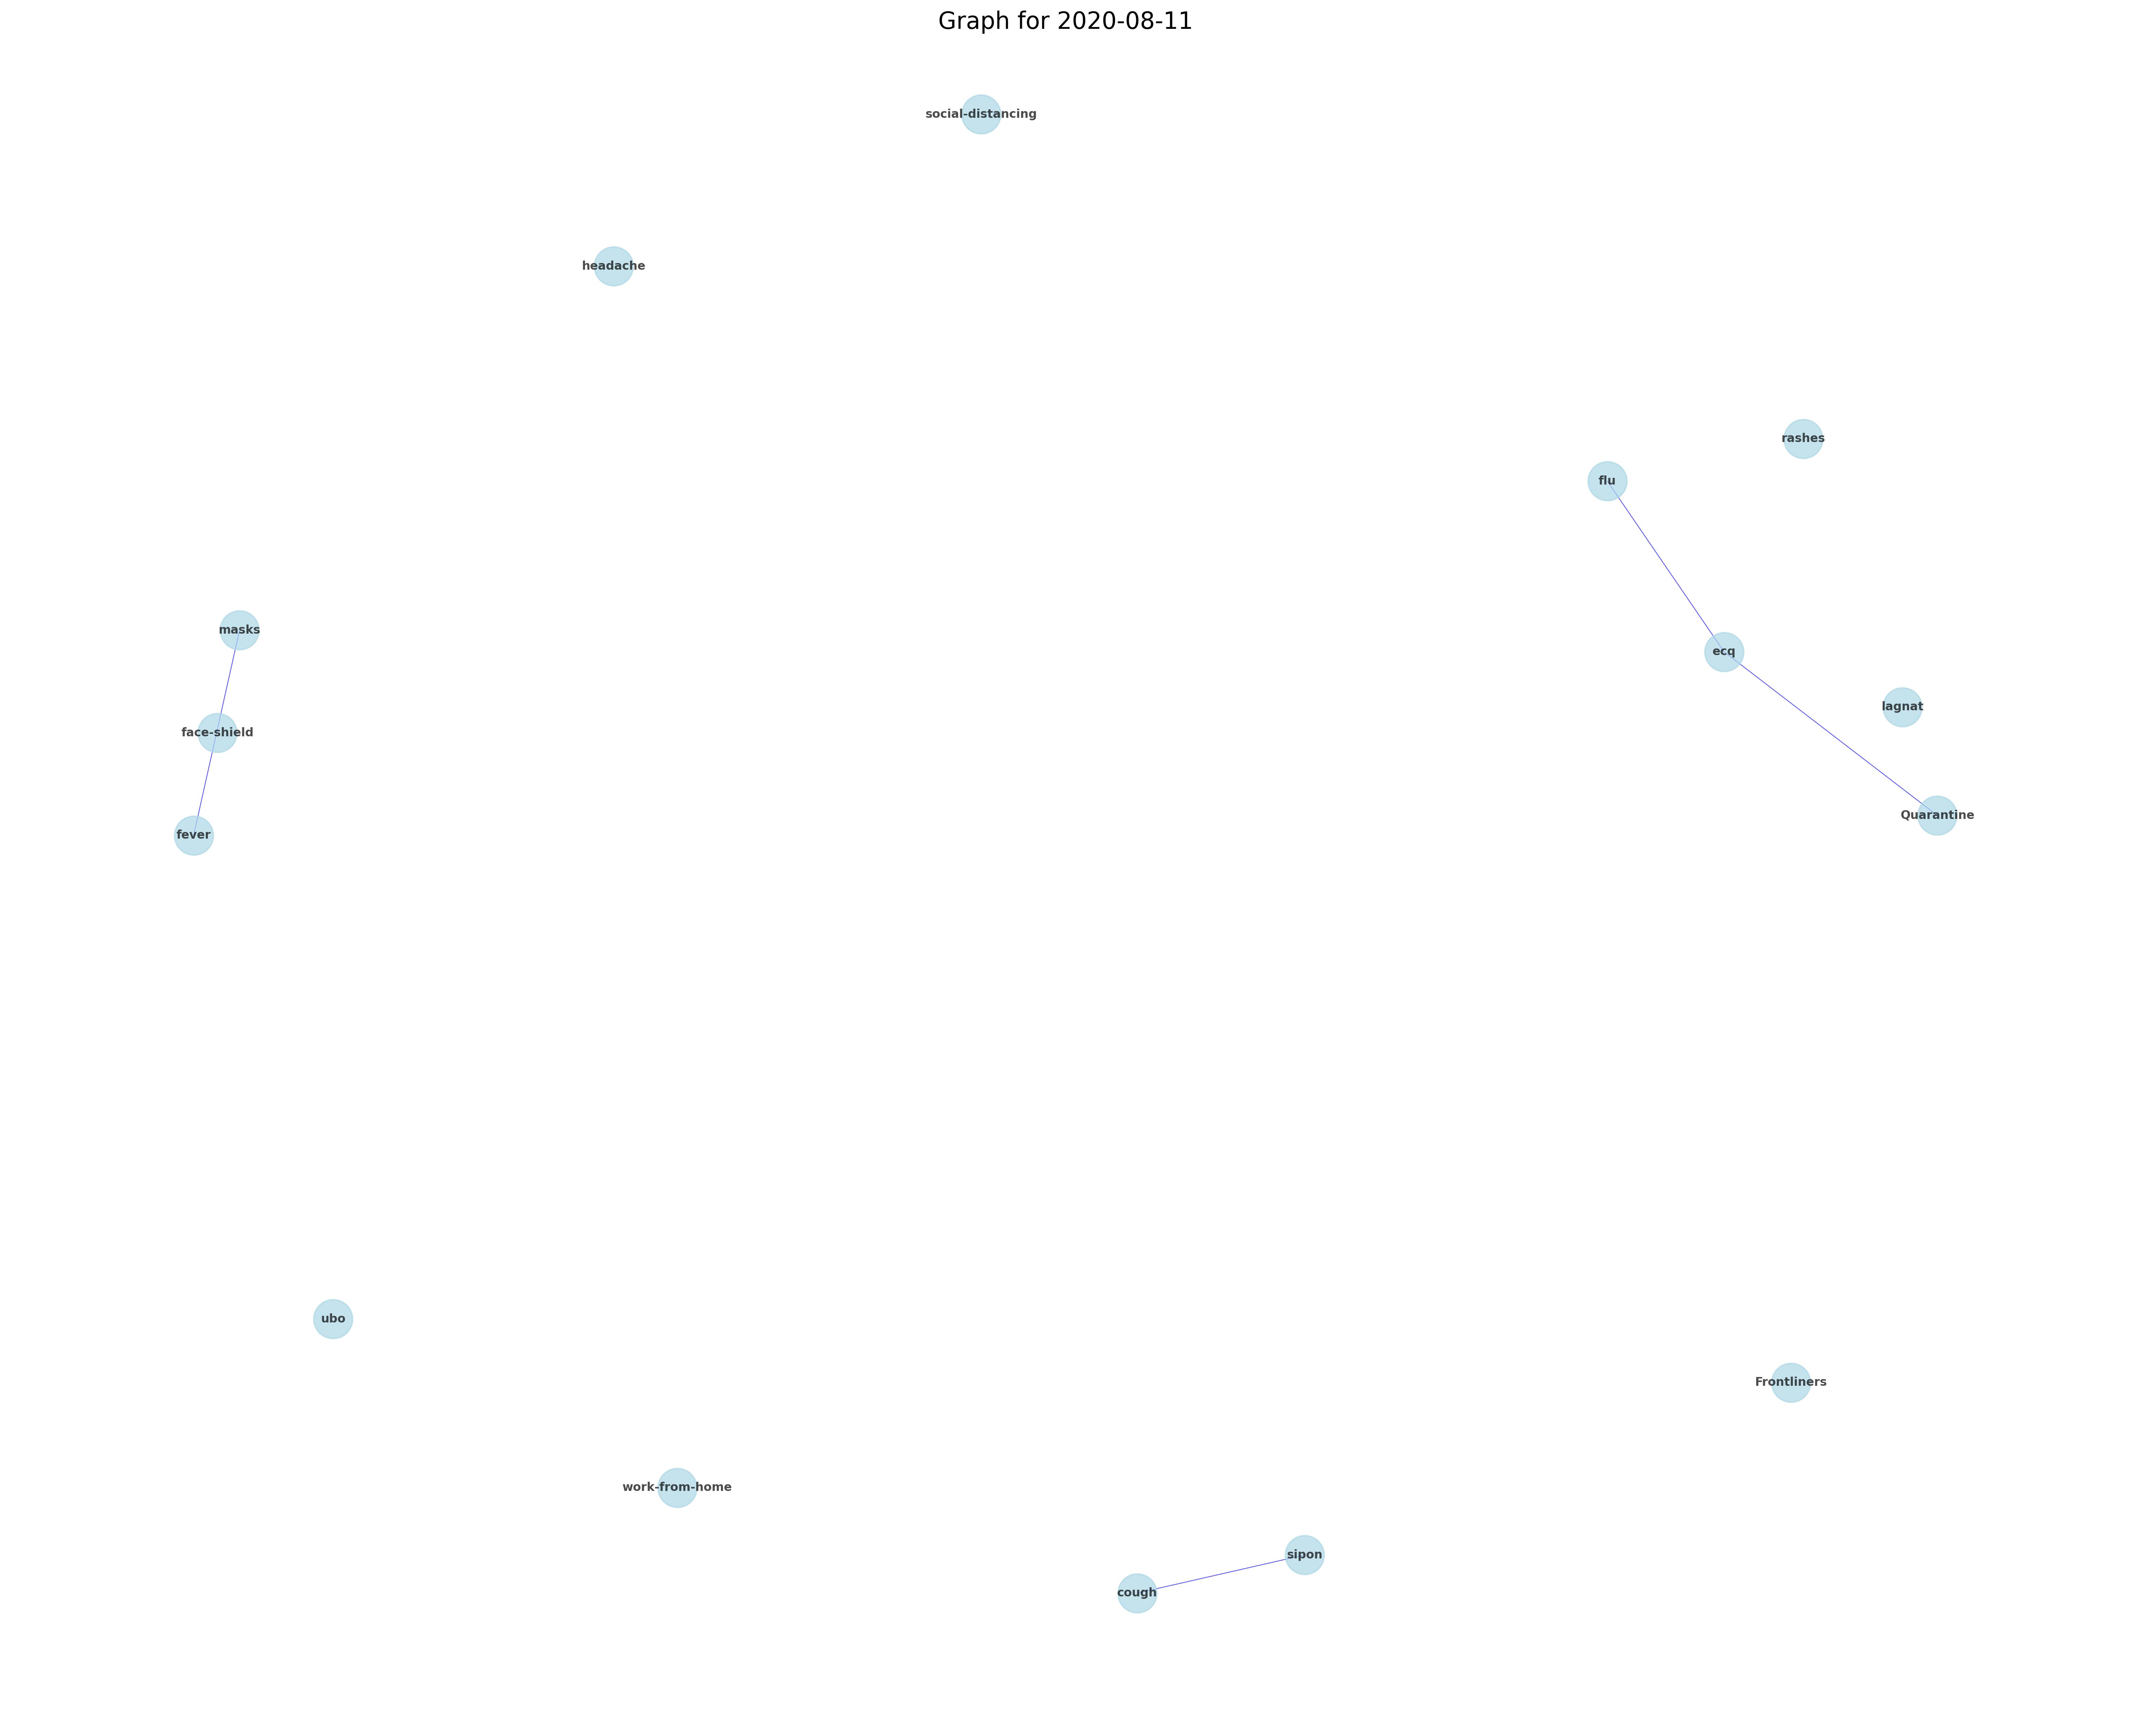 Graph for 2020-08-11
social-distancing
headache
rashes
flu
masks
ecq
lagnat
face-shield
Quarantine
fever
ubo
Frontliners
work-from-home
sipon
cough